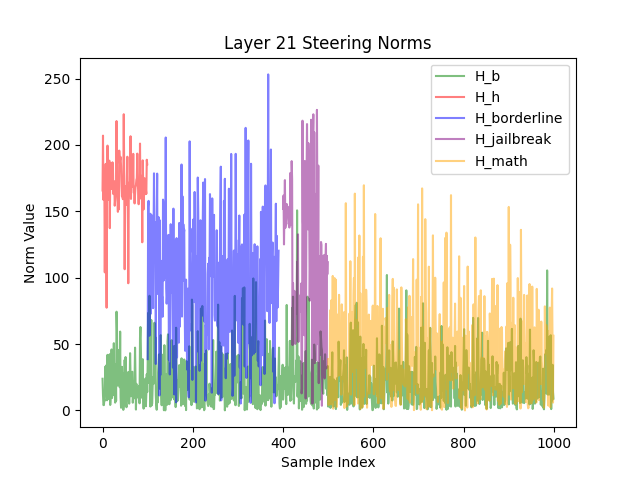 Layer 21 Steering Norms
H_b
H_h
H_borderline
H_jailbreak
H_math
Norm Value
250
200
150
100
50
0
0 200 400 600 800 1000
Sample Index